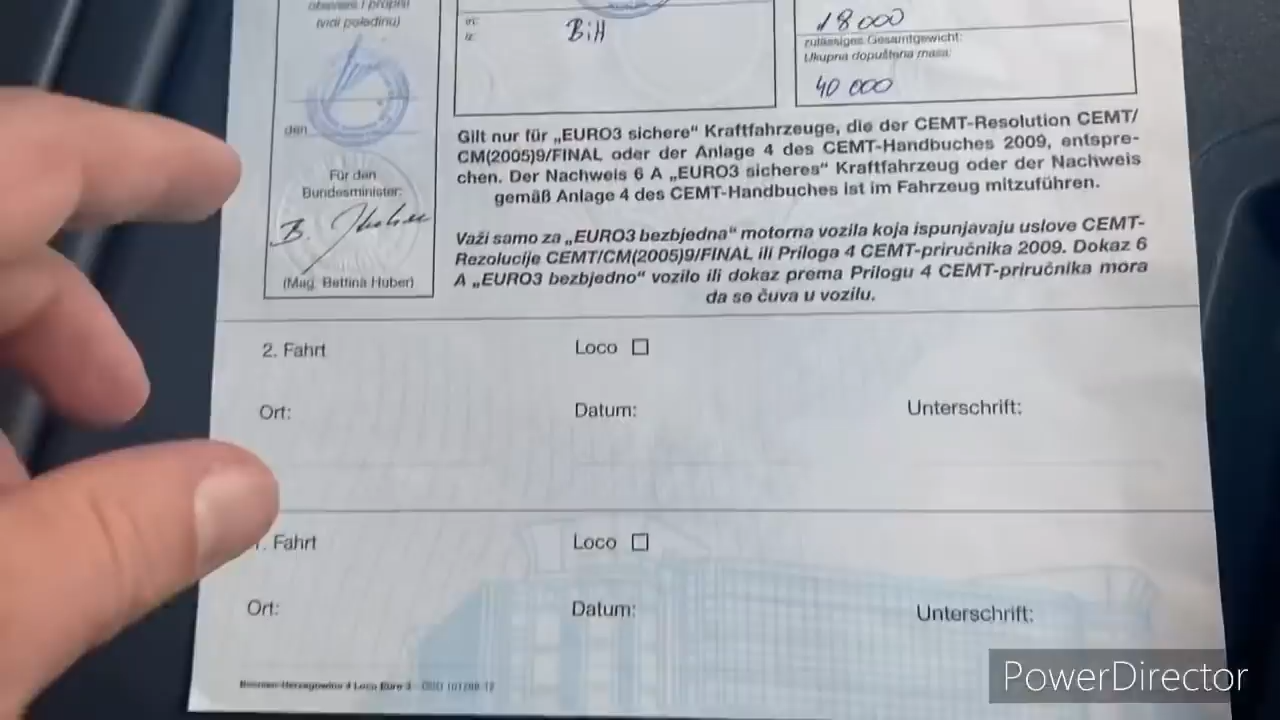 (vidi poleđinu)
den
Für den
Bundesminister:
(Mag. Bettina Huber)
in:
iz:
BiH
18 000
zulässiges Gesamtgewicht:
Ukupna dopuštena masa:
40 000
Gilt nur für „EURO3 sichere“ Kraftfahrzeuge, die der CEMT-Resolution CEMT/
CM(2005)9/FINAL oder der Anlage 4 des CEMT-Handbuches 2009, entspre-
chen. Der Nachweis 6 A „EURO3 sicheres“ Kraftfahrzeug oder der Nachweis
gemäß Anlage 4 des CEMT-Handbuches ist im Fahrzeug mitzuführen.
Važi samo za „EURO3 bezbjedna“ motorna vozila koja ispunjavaju uslove CEMT-
Rezolucije CEMT/CM(2005)9/FINAL ili Priloga 4 CEMT-priručnika 2009. Dokaz 6
A „EURO3 bezbjedno“ vozilo ili dokaz prema Prilogu 4 CEMT-priručnika mora
da se čuva u vozilu.
2. Fahrt
Loco
Ort:
Datum:
Unterschrift:
. Fahrt
Loco
Ort:
Datum:
Unterschrift:
Bosnien-Herzegowina 4 Loco Euro 3
PowerDirector